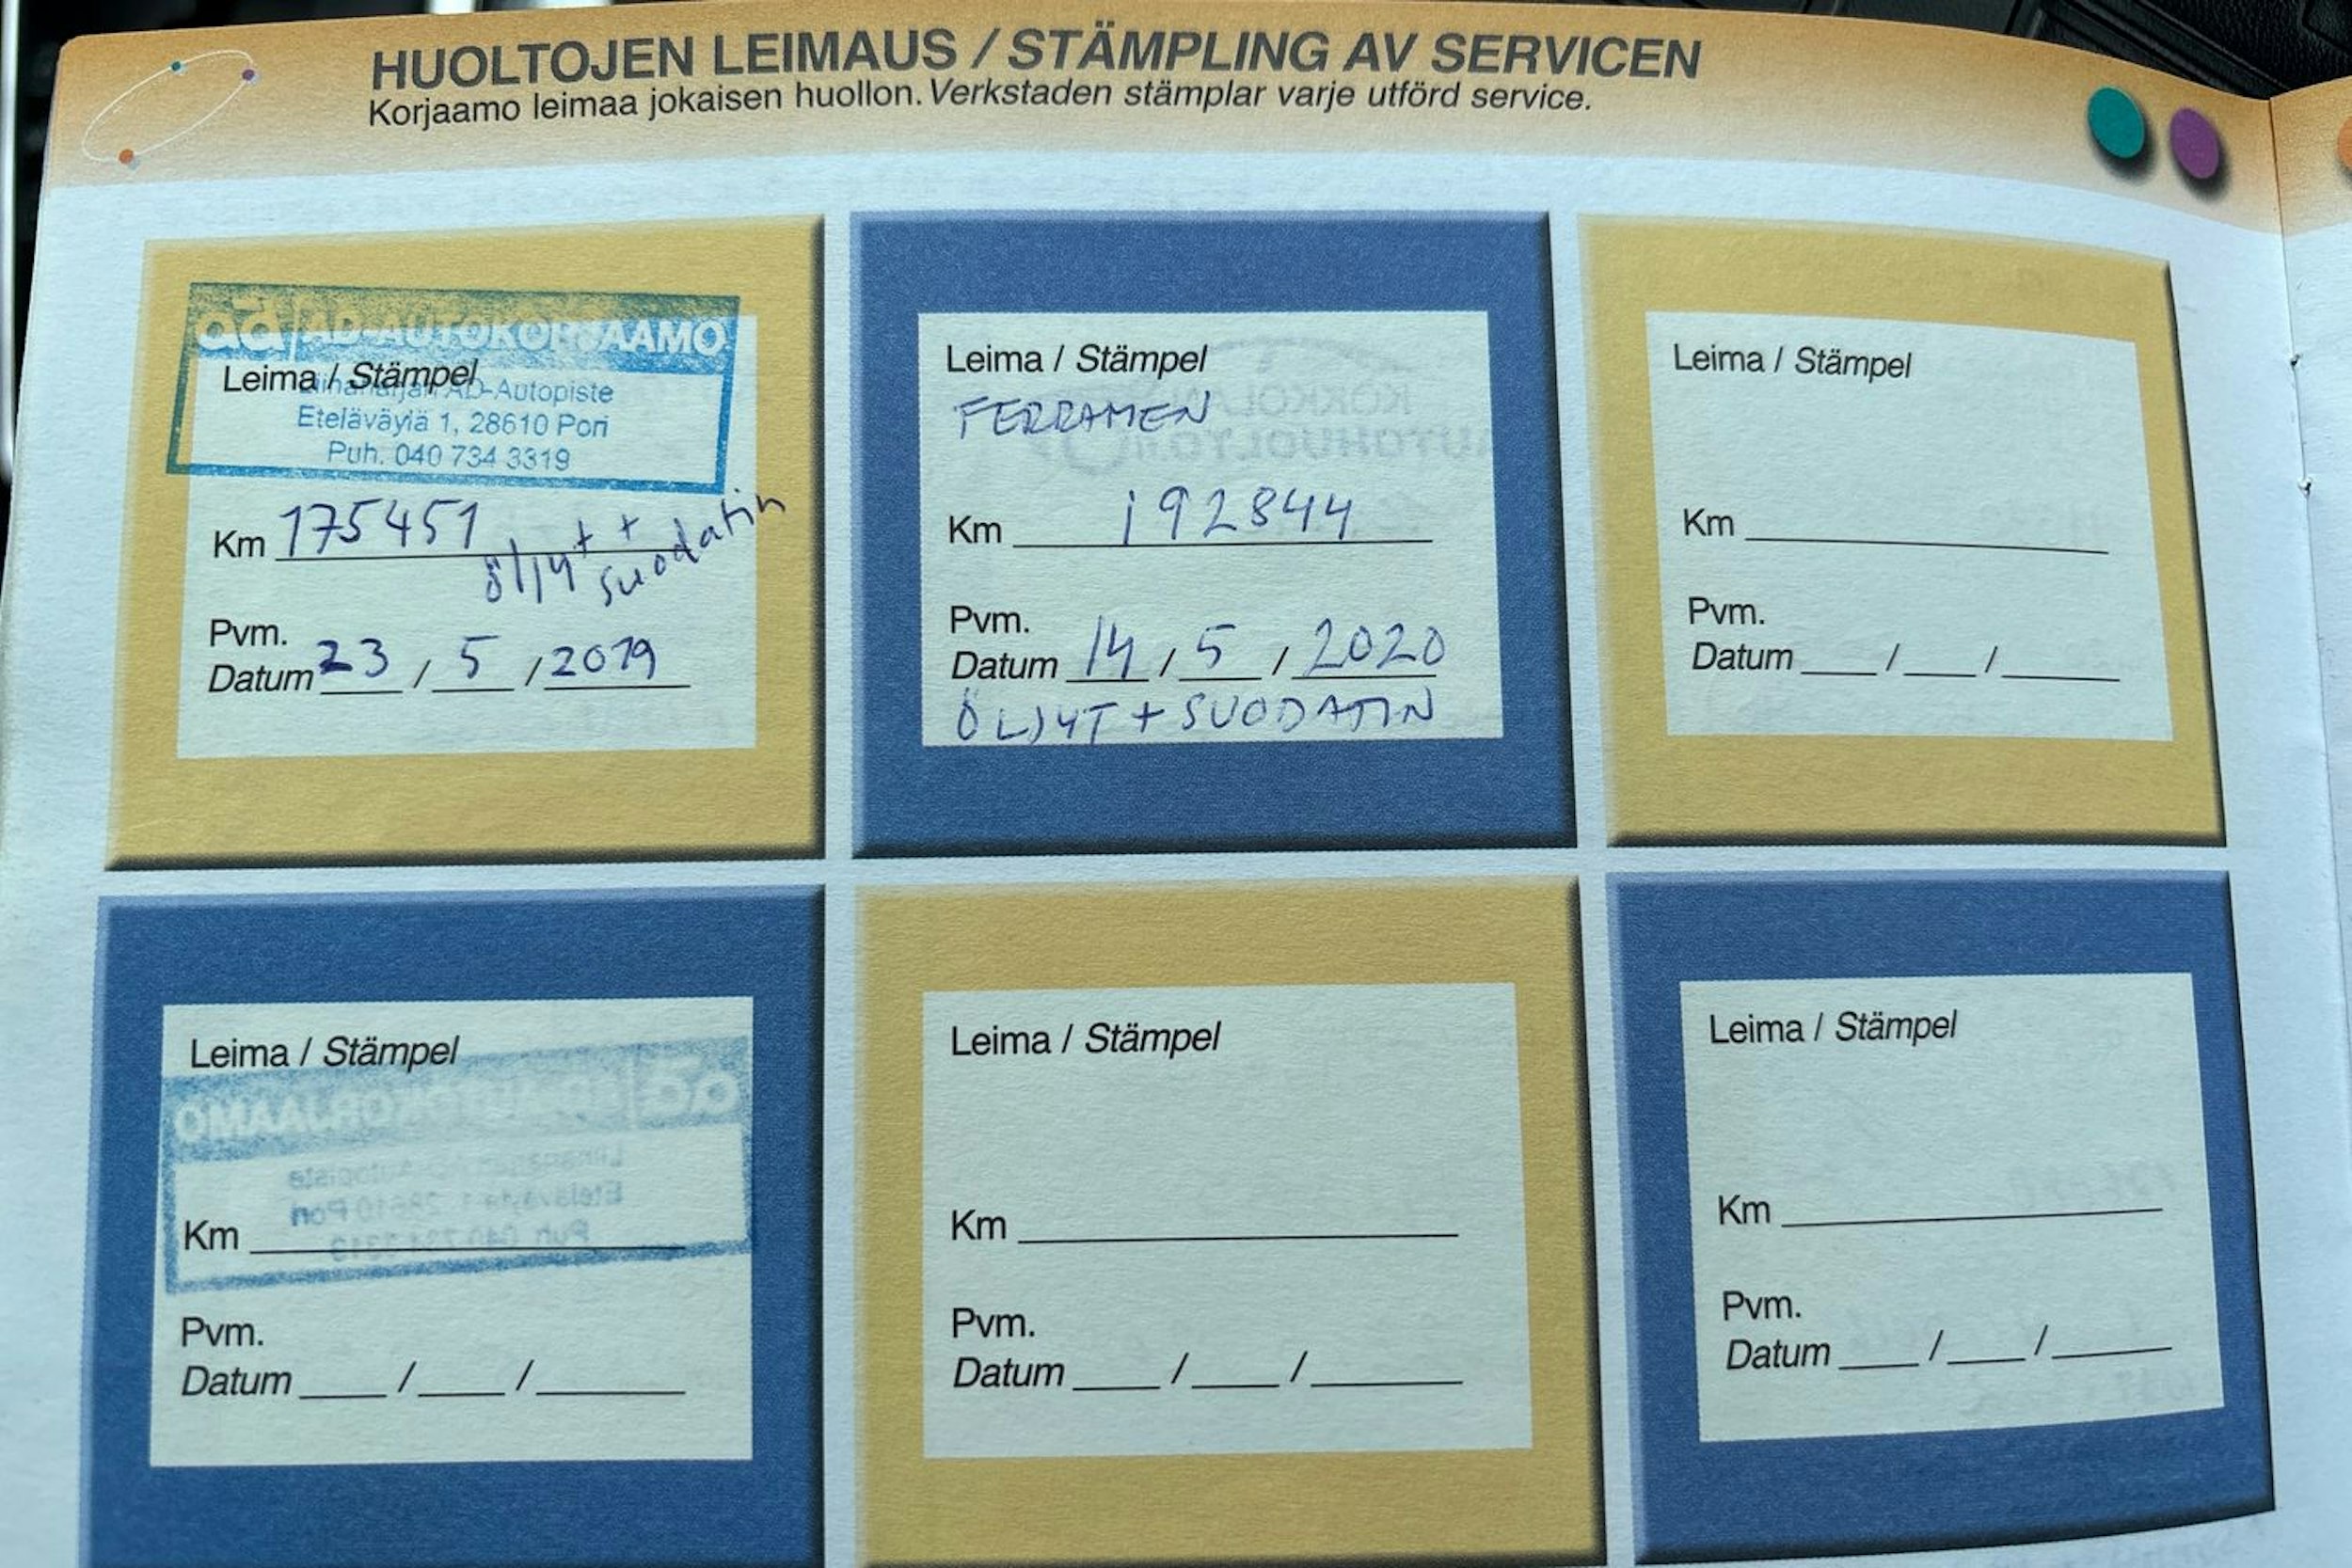 HUOLTOJEN LEIMAUS / STÄMPLING AV SERVICEN
Korjaamo leimaa jokaisen huollon. Verkstaden stämplar varje utförd service.
ad AD-AUTOKORJAAMO
Leima / Stämpel
AD-Autopiste
Eteläväylä 1, 28610 Pori
Puh. 040 734 3319
Km 175451
öljyt + suodatin
Pvm.
Datum 23 / 5 / 2019
Leima / Stämpel
FERRAMEN
Km 192844
Pvm.
Datum 14 / 5 / 2020
ÖLJYT + SUODATIN
Leima / Stämpel
Km
Pvm.
Datum / /
Leima / Stämpel
Km
Pvm.
Datum / /
Leima / Stämpel
Km
Pvm.
Datum / /
Leima / Stämpel
Km
Pvm.
Datum / /